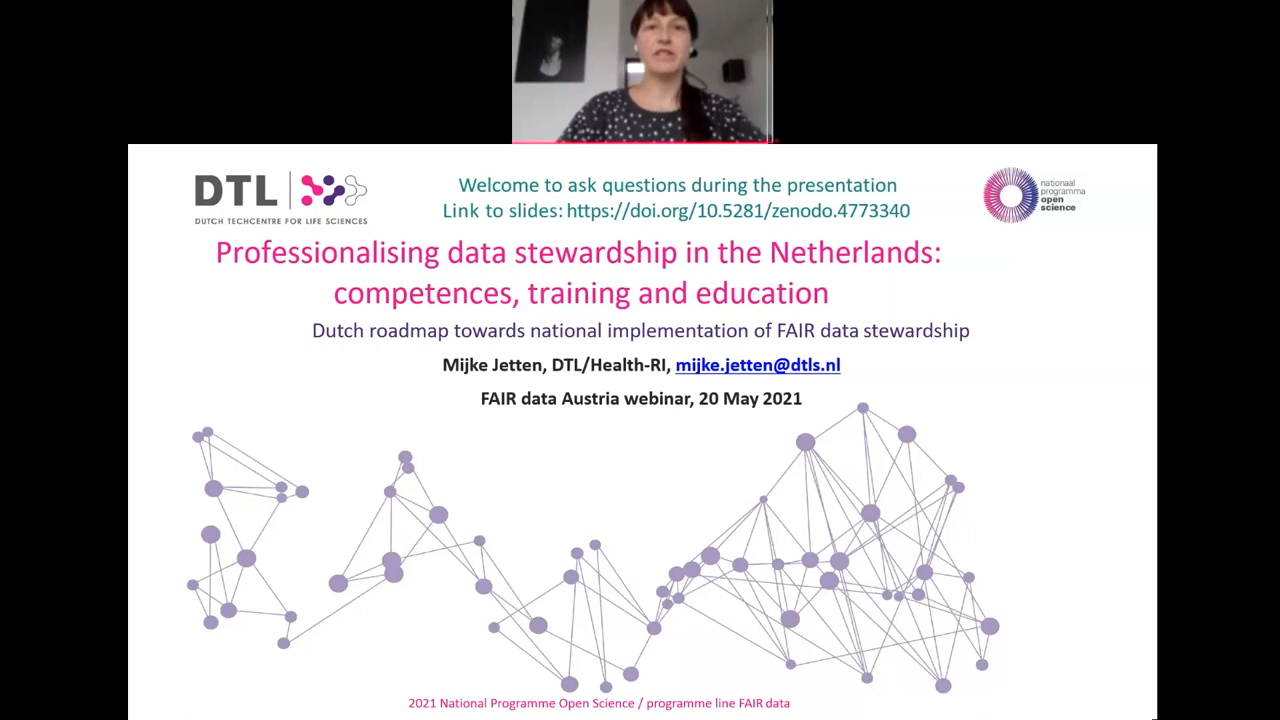 DTL
DUTCH TECHCENTRE FOR LIFE SCIENCES
Welcome to ask questions during the presentation
Link to slides: https://doi.org/10.5281/zenodo.4773340
nationaal
programma
open
science
Professionalising data stewardship in the Netherlands:
competences, training and education
Dutch roadmap towards national implementation of FAIR data stewardship
Mijke Jetten, DTL/Health-RI, mijke.jetten@dtls.nl
FAIR data Austria webinar, 20 May 2021
2021 National Programme Open Science / programme line FAIR data